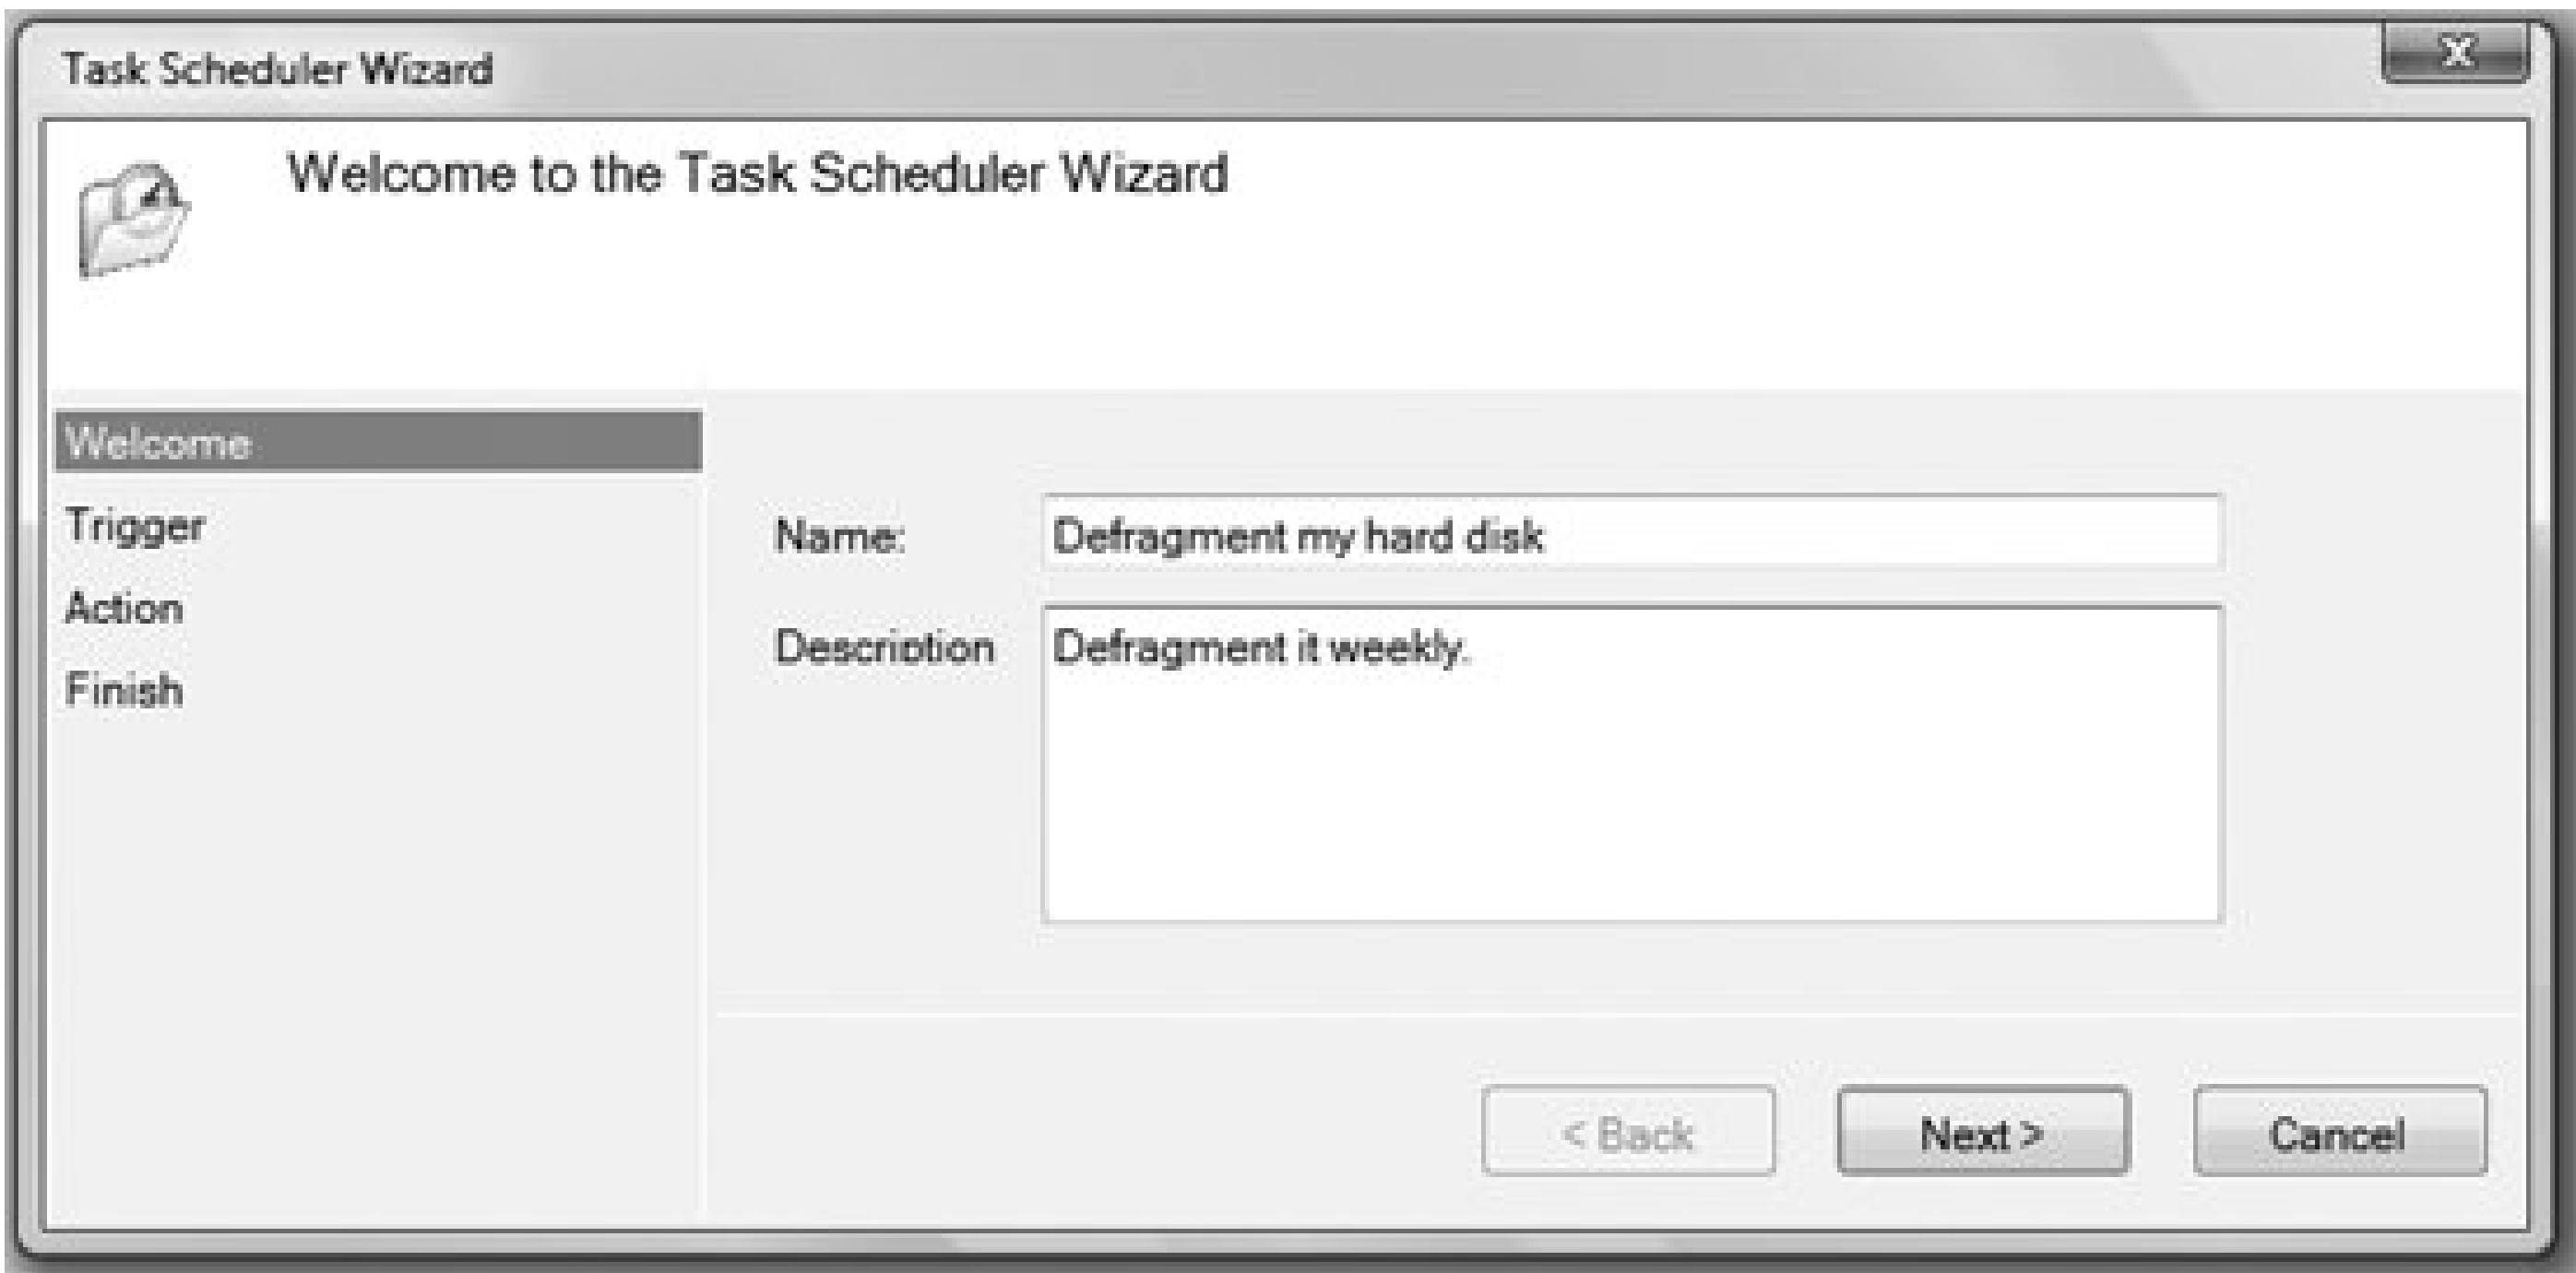 Task Scheduler Wizard
x
Welcome to the Task Scheduler Wizard
Welcome
Trigger
Action
Finish
Name:
Defragment my hard disk
Description
Defragment it weekly.
< Back
Next >
Cancel